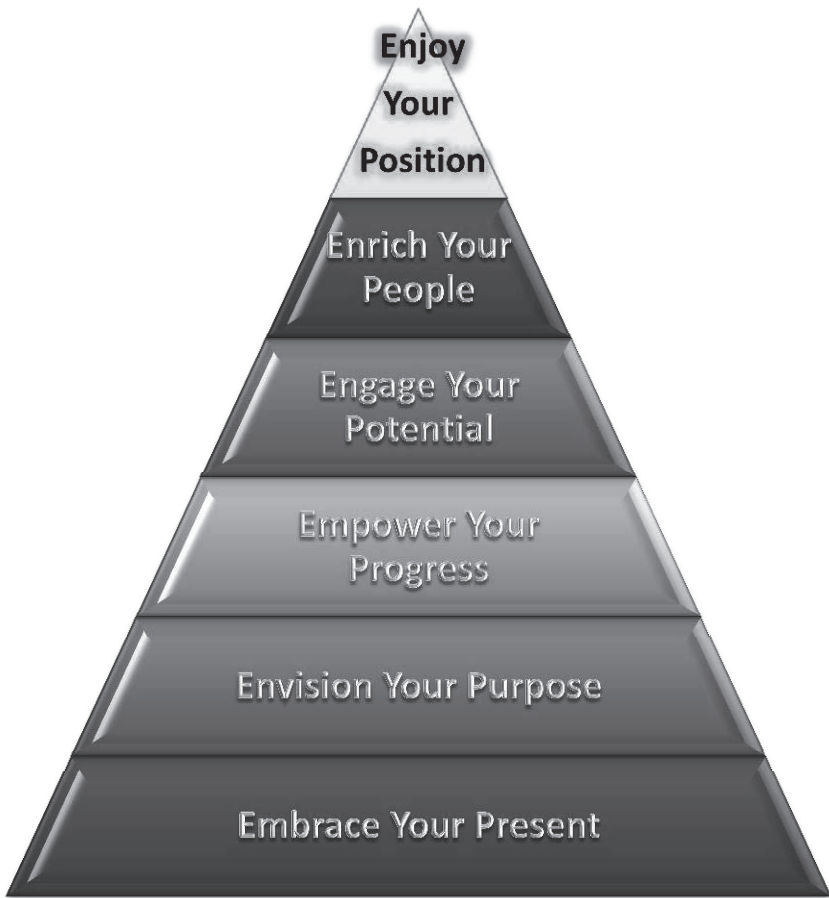 Enjoy
Your
Position
Enrich Your
People
Engage Your
Potential
Empower Your
Progress
Envision Your Purpose
Embrace Your Present